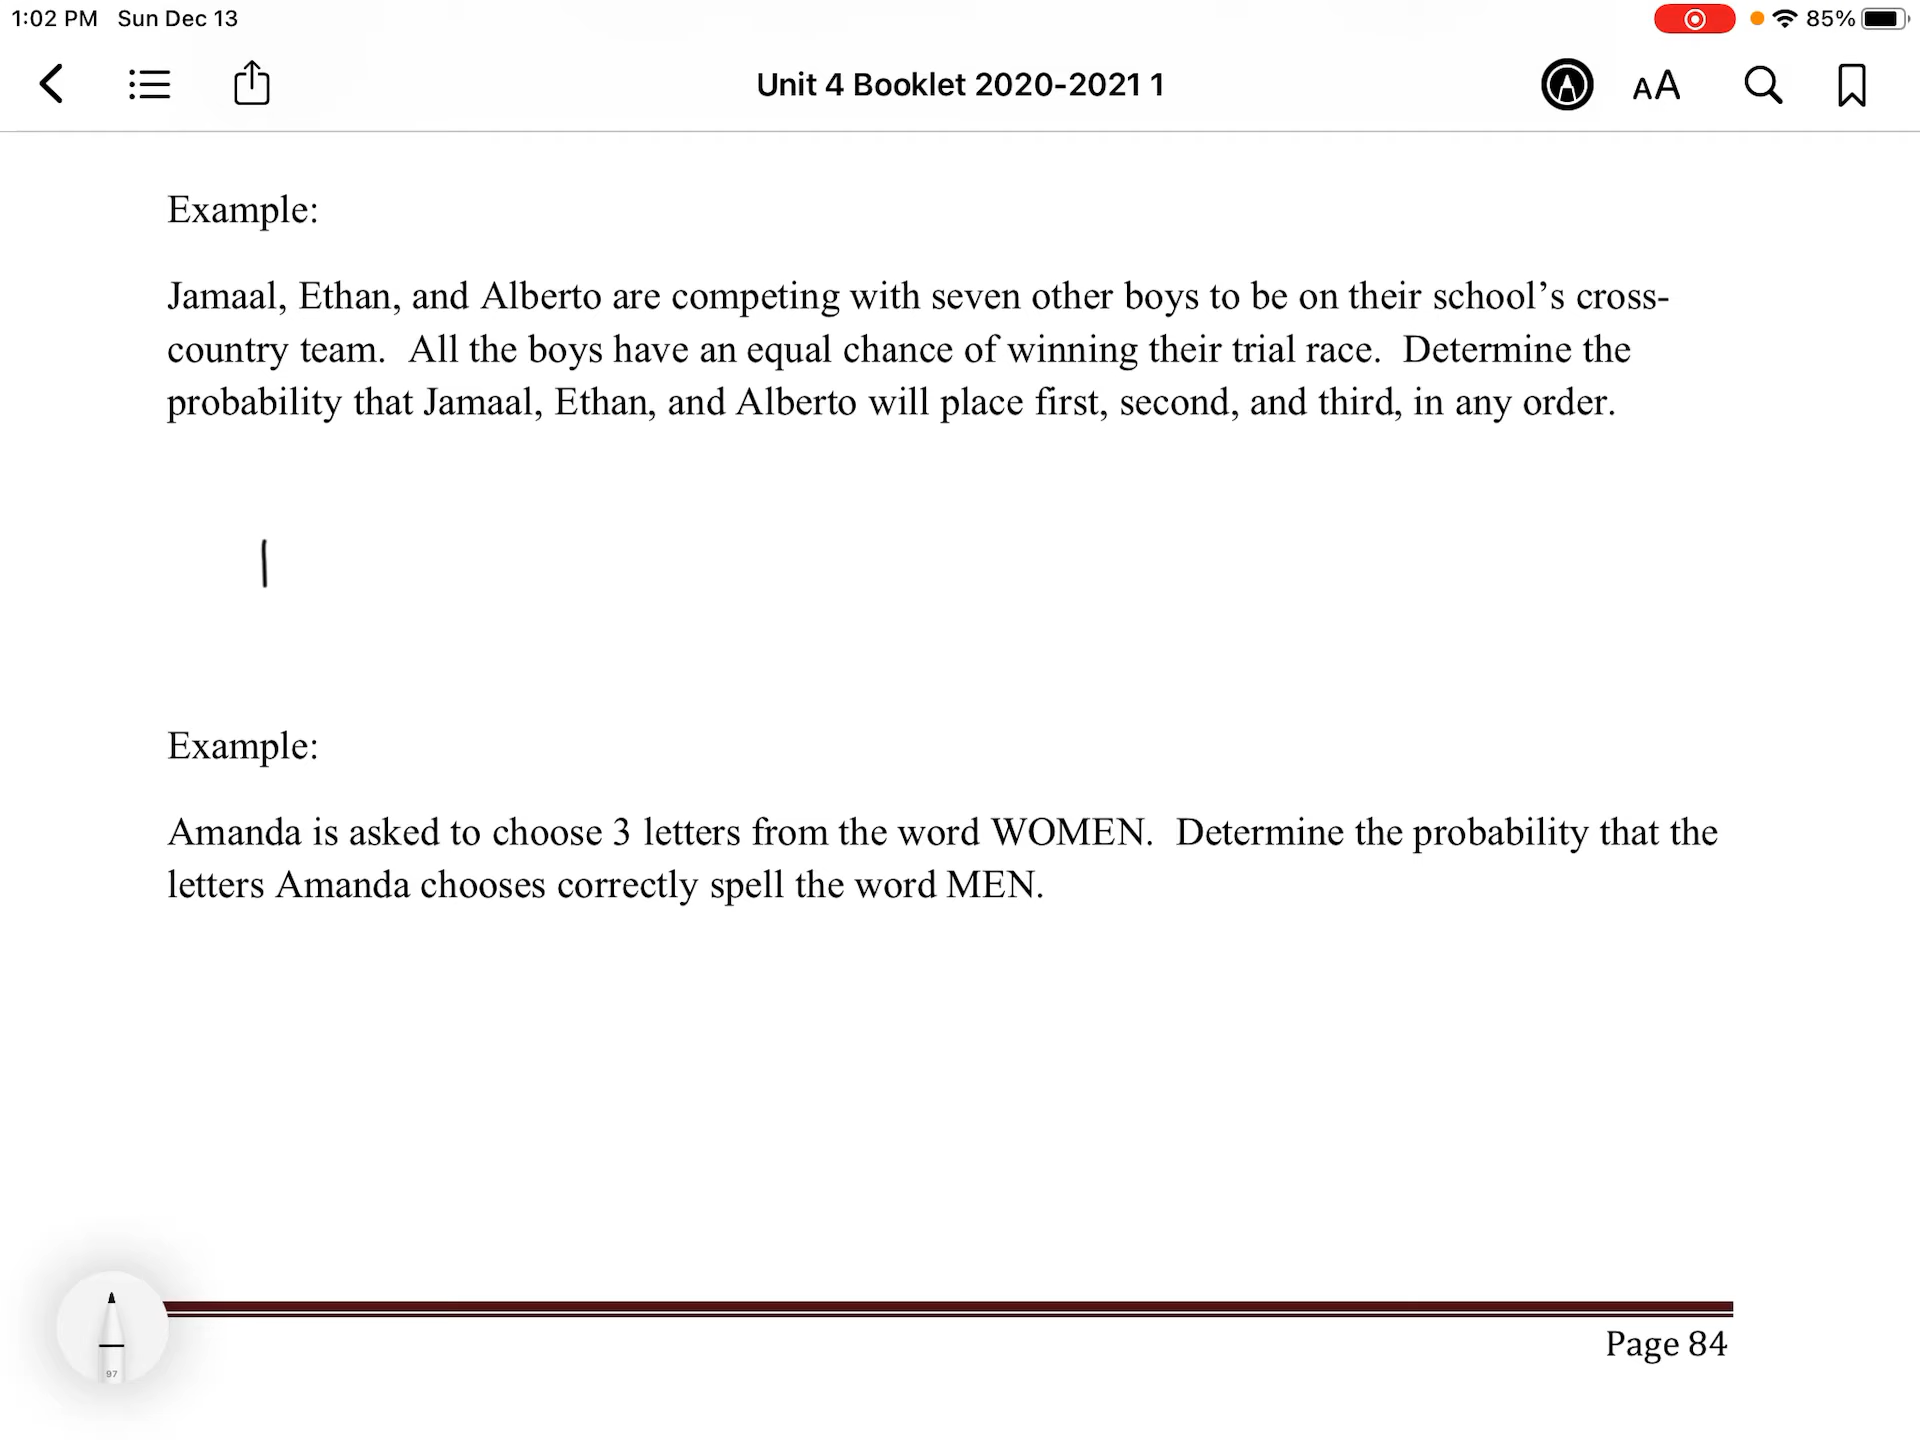 1:02 PM Sun Dec 13
85%
Unit 4 Booklet 2020-2021 1
AA
Example:
Jamaal, Ethan, and Alberto are competing with seven other boys to be on their school’s cross-
country team. All the boys have an equal chance of winning their trial race. Determine the
probability that Jamaal, Ethan, and Alberto will place first, second, and third, in any order.
Example:
Amanda is asked to choose 3 letters from the word WOMEN. Determine the probability that the
letters Amanda chooses correctly spell the word MEN.
97
Page 84